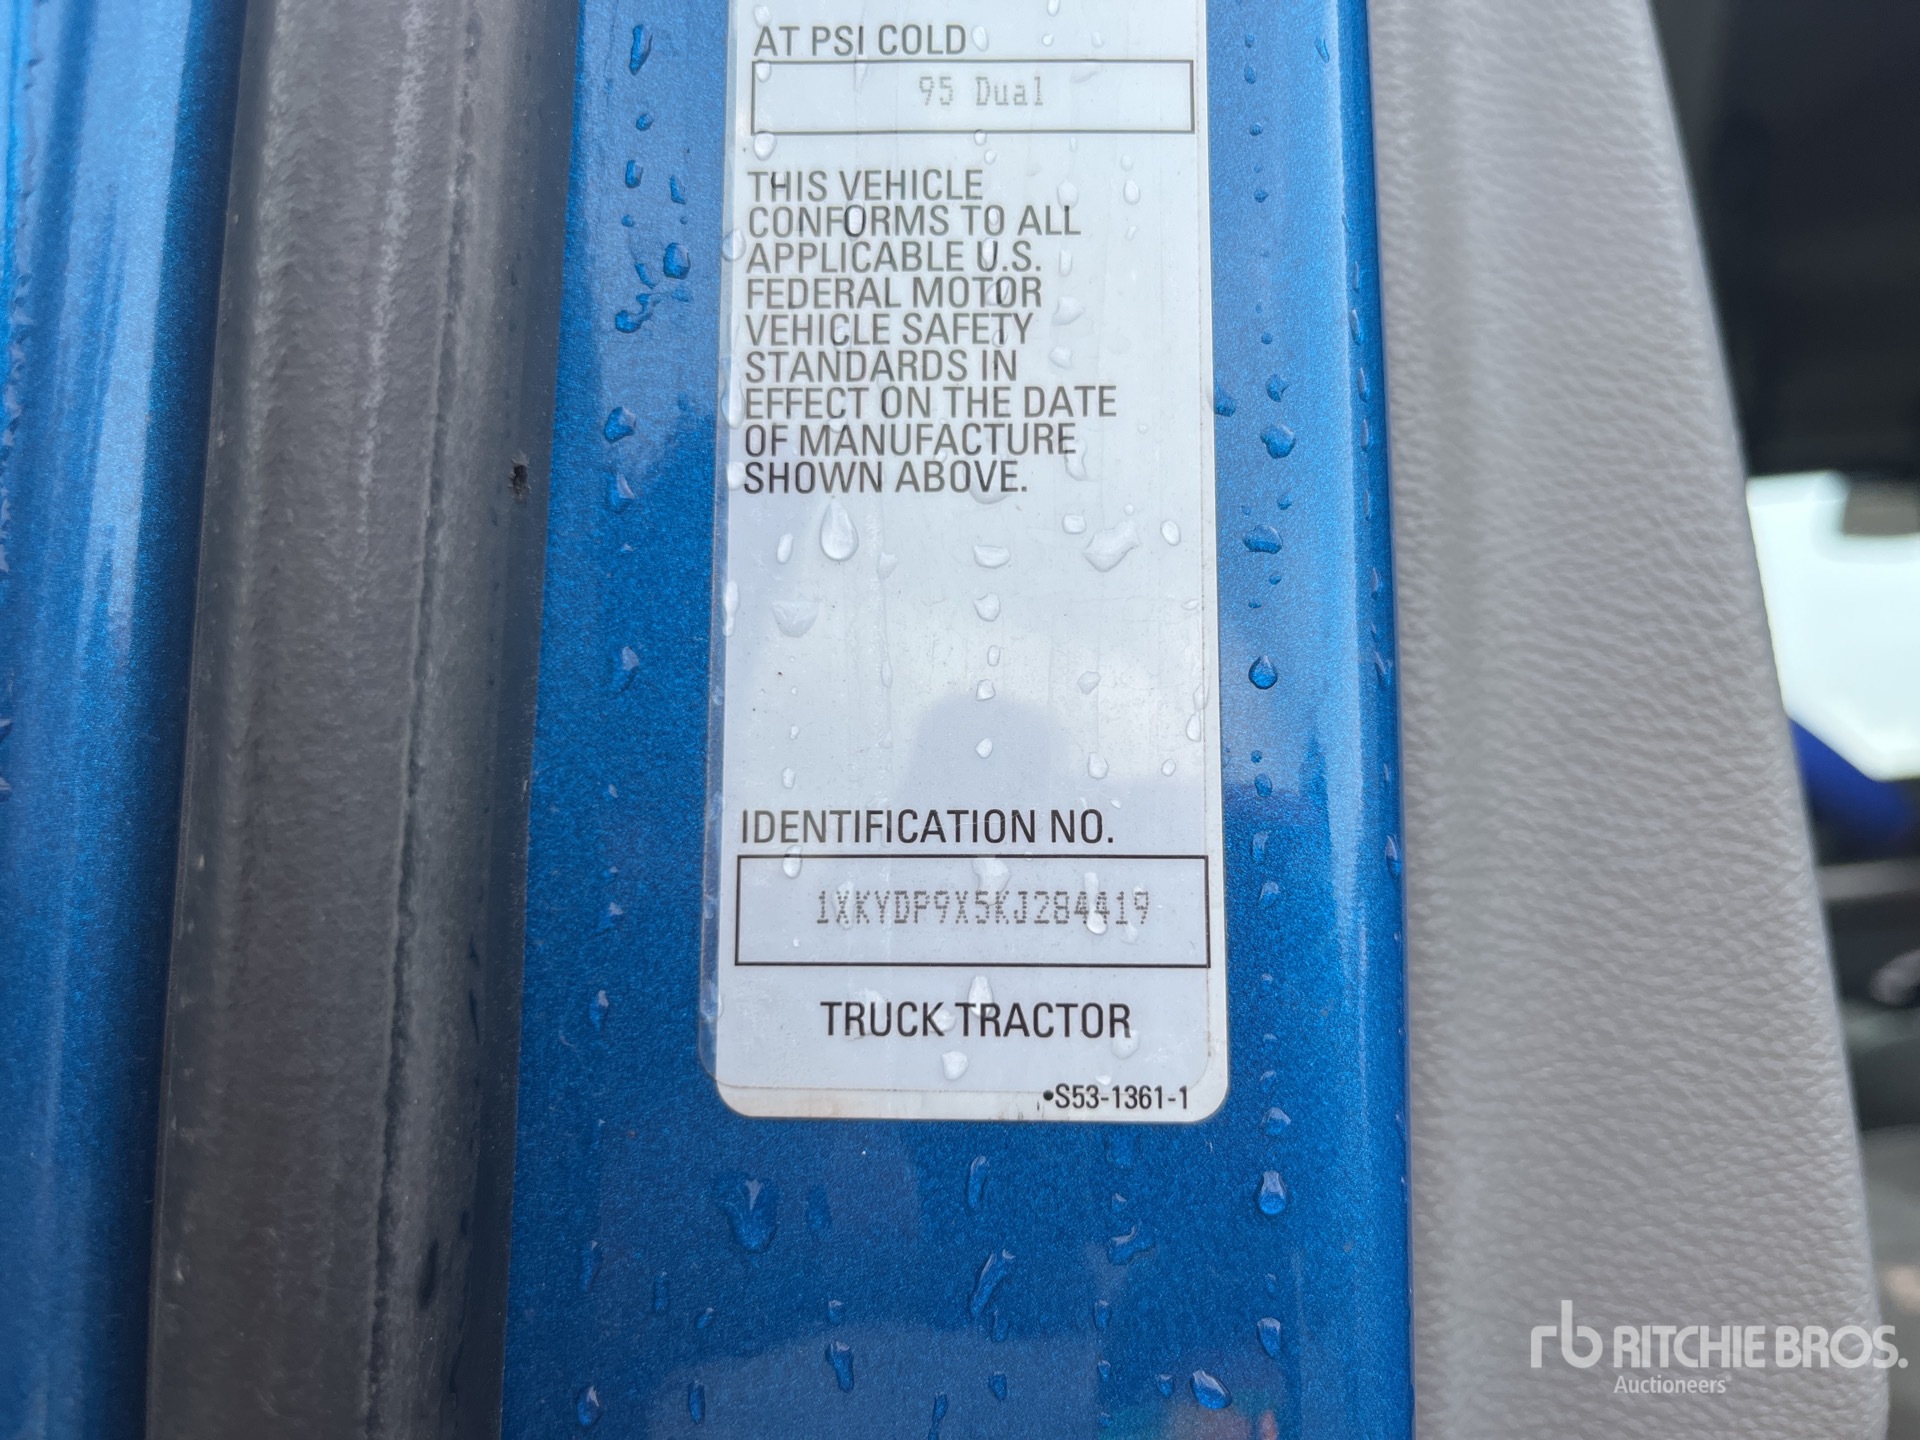 AT PSI COLD
95 Dual
THIS VEHICLE
CONFORMS TO ALL
APPLICABLE U.S.
FEDERAL MOTOR
VEHICLE SAFETY
STANDARDS IN
EFFECT ON THE DATE
OF MANUFACTURE
SHOWN ABOVE.
IDENTIFICATION NO.
1XKYDP9X5KJ284419
TRUCK TRACTOR
•S53-1361-1
rb RITCHIE BROS.
Auctioneers